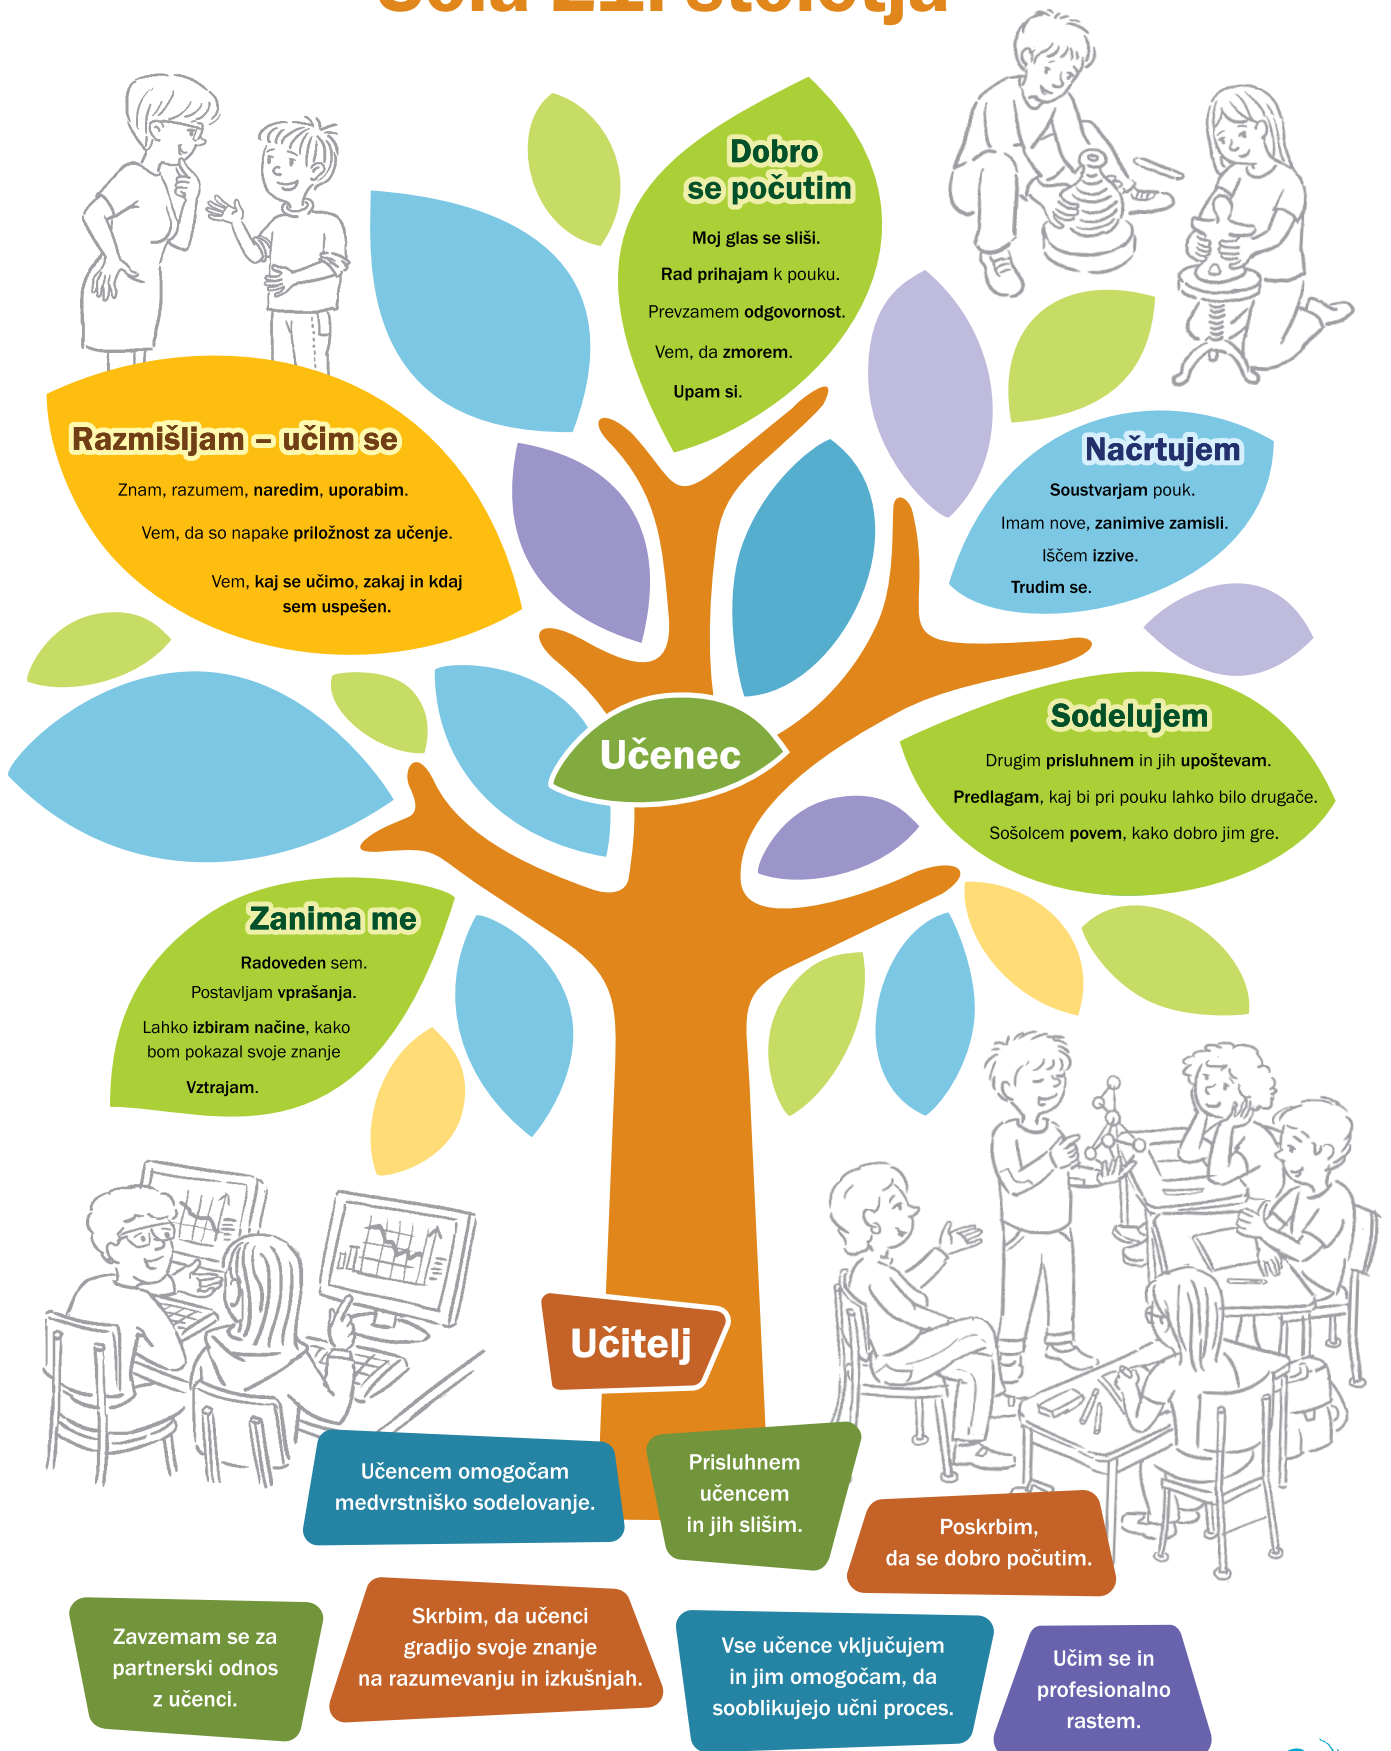 Šola 21. stoletja
Dobro
se počutim
Moj glas se sliši.
Rad prihajam k pouku.
Prevzamem odgovornost.
Vem, da zmorem.
Upam si.
Razmišljam – učim se
Znam, razumem, naredim, uporabim.
Vem, da so napake priložnost za učenje.
Vem, kaj se učimo, zakaj in kdaj
sem uspešen.
Načrtujem
Soustvarjam pouk.
Imam nove, zanimive zamisli.
Iščem izzive.
Trudim se.
Učenec
Sodelujem
Drugim prisluhnem in jih upoštevam.
Predlagam, kaj bi pri pouku lahko bilo drugače.
Sošolcem povem, kako dobro jim gre.
Zanima me
Radoveden sem.
Postavljam vprašanja.
Lahko izbiram načine, kako
bom pokazal svoje znanje
Vztrajam.
Učitelj
Učencem omogočam
medvrstniško sodelovanje.
Prisluhnem
učencem
in jih slišim.
Poskrbim,
da se dobro počutim.
Zavzemam se za
partnerski odnos
z učenci.
Skrbim, da učenci
gradijo svoje znanje
na razumevanju in izkušnjah.
Vse učence vključujem
in jim omogočam, da
sooblikujejo učni proces.
Učim se in
profesionalno
rastem.